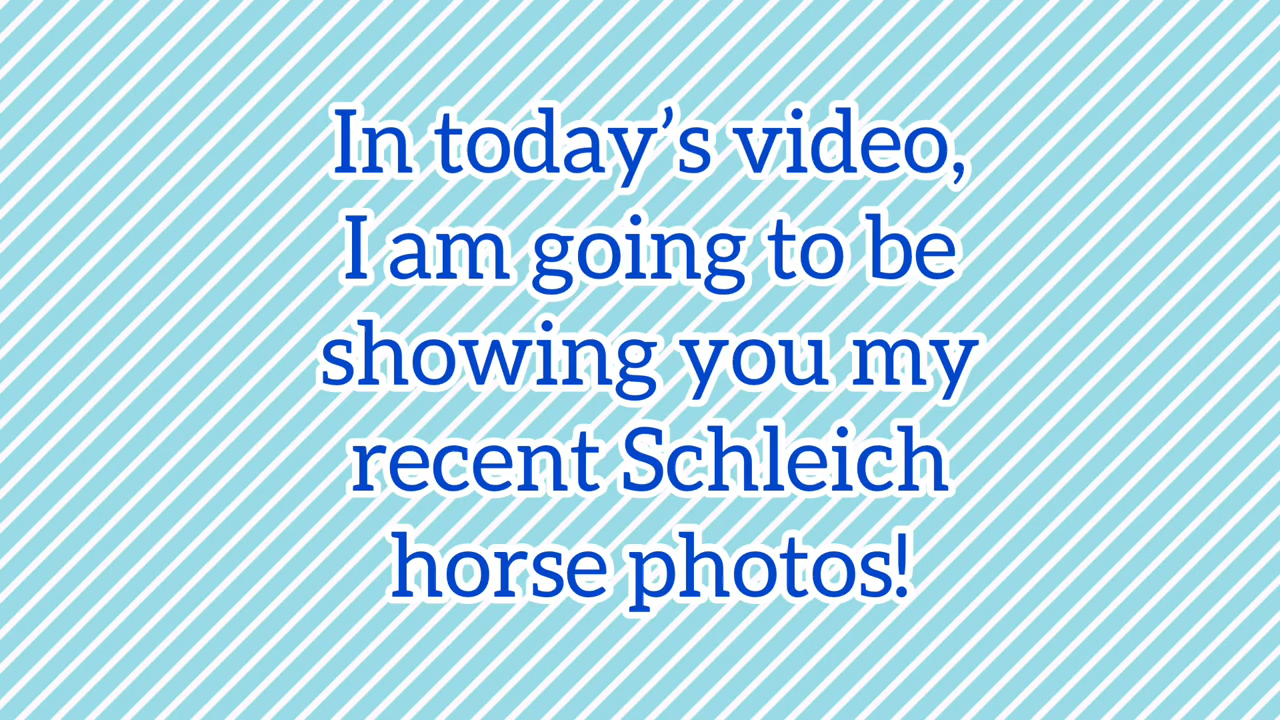 In today’s video,
I am going to be
showing you my
recent Schleich
horse photos!